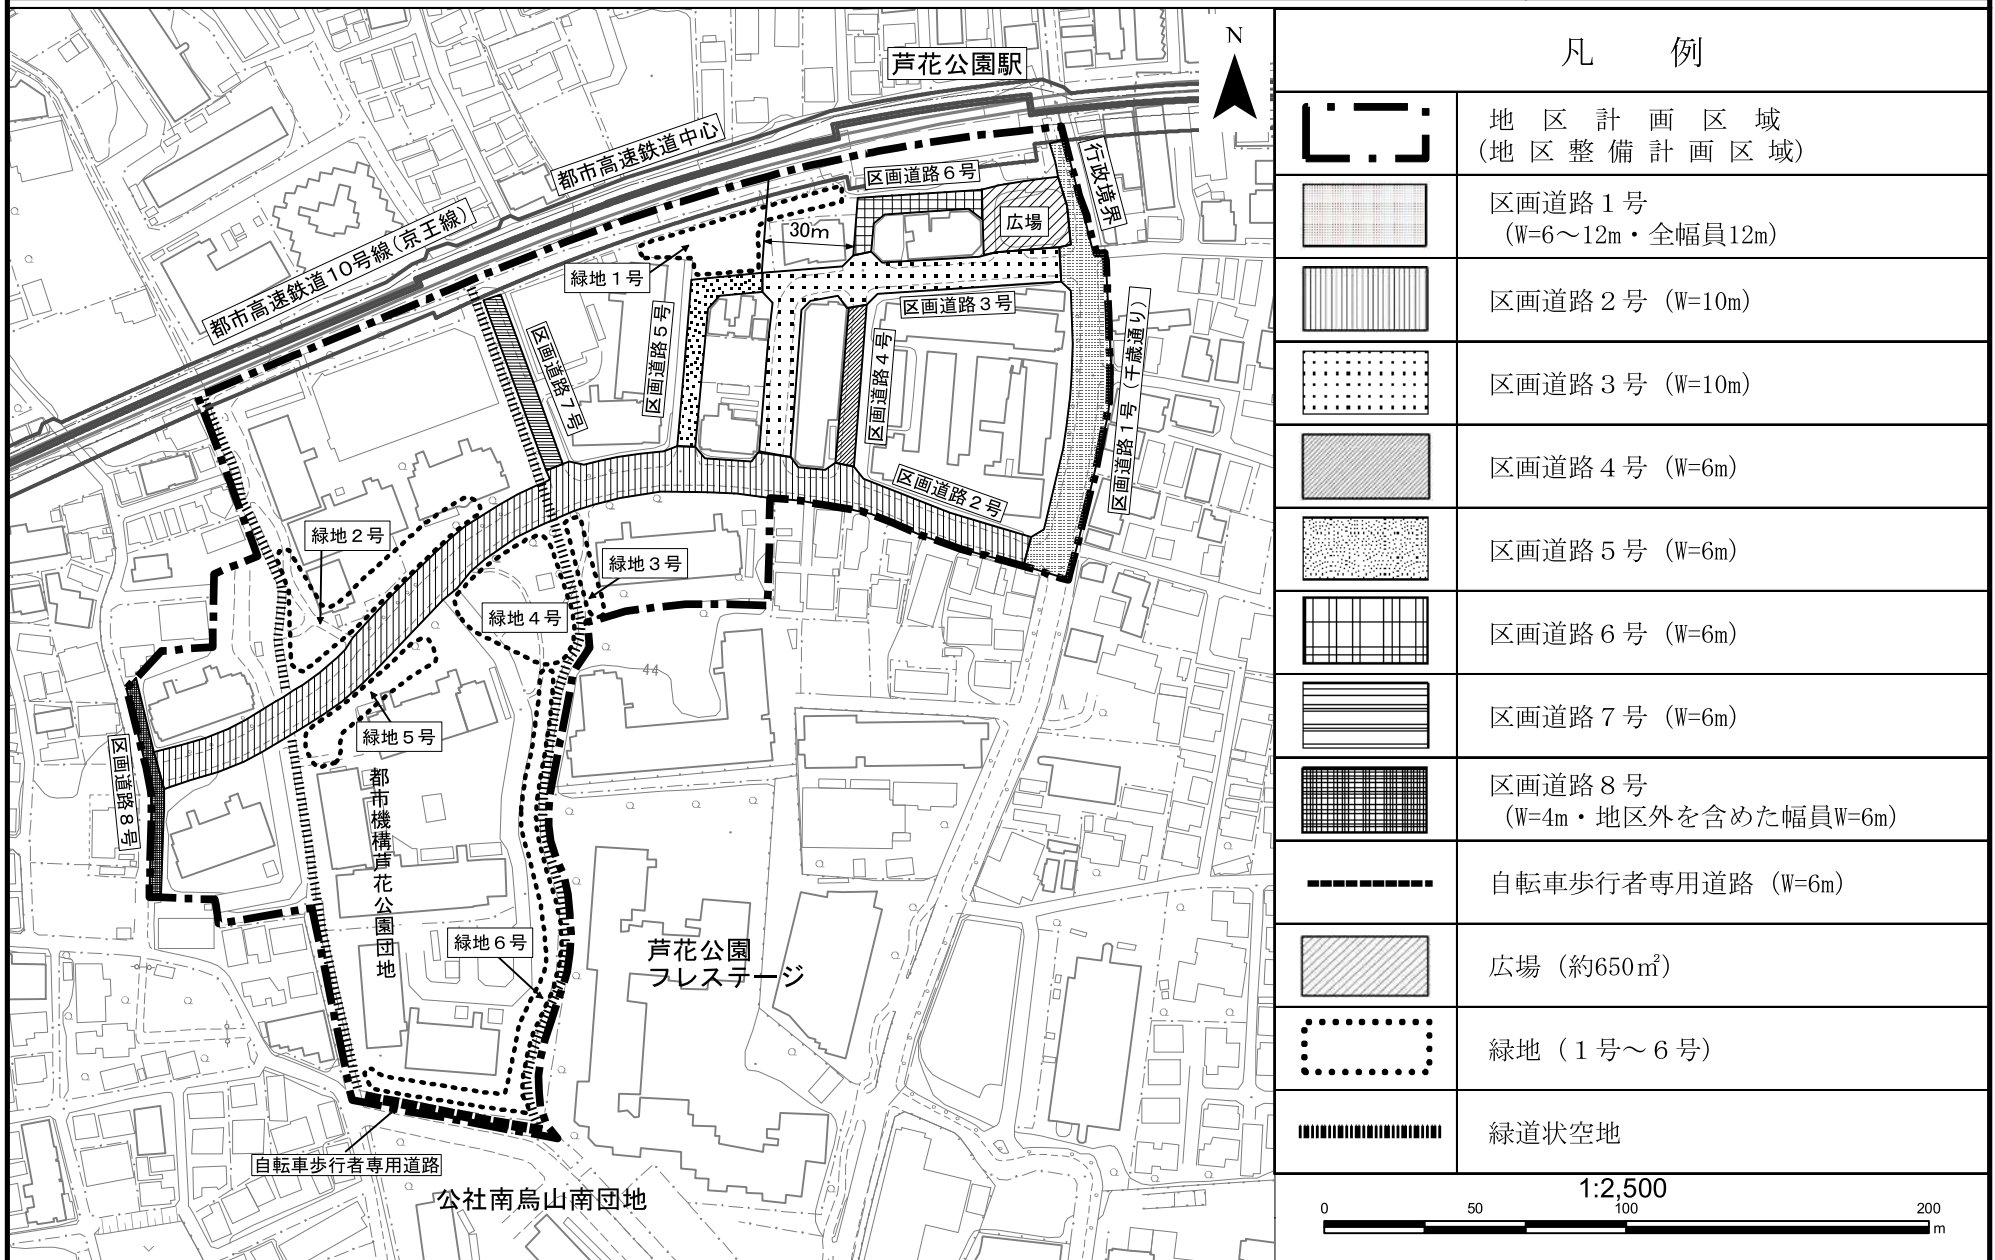 芦花公園駅
N
都市高速鉄道中心
区画道路6号
行政境界
都市高速鉄道10号線(京王線)
広場
30m
緑地1号
区画道路3号
区画道路5号
区画道路7号
区画道路4号
区画道路1号(千歳通り)
区画道路2号
緑地2号
緑地3号
緑地4号
44
緑地5号
区画道路8号
都市機構芦花公園団地
緑地6号
芦花公園
フレステージ
自転車歩行者専用道路
公社南烏山南団地
凡 例
地区計画区域
(地区整備計画区域)
区画道路1号
(W=6～12m・全幅員12m)
区画道路2号 (W=10m)
区画道路3号 (W=10m)
区画道路4号 (W=6m)
区画道路5号 (W=6m)
区画道路6号 (W=6m)
区画道路7号 (W=6m)
区画道路8号
(W=4m・地区外を含めた幅員W=6m)
自転車歩行者専用道路 (W=6m)
広場 (約650㎡)
緑地 (1号～6号)
緑道状空地
1:2,500
0 50 100 200
m